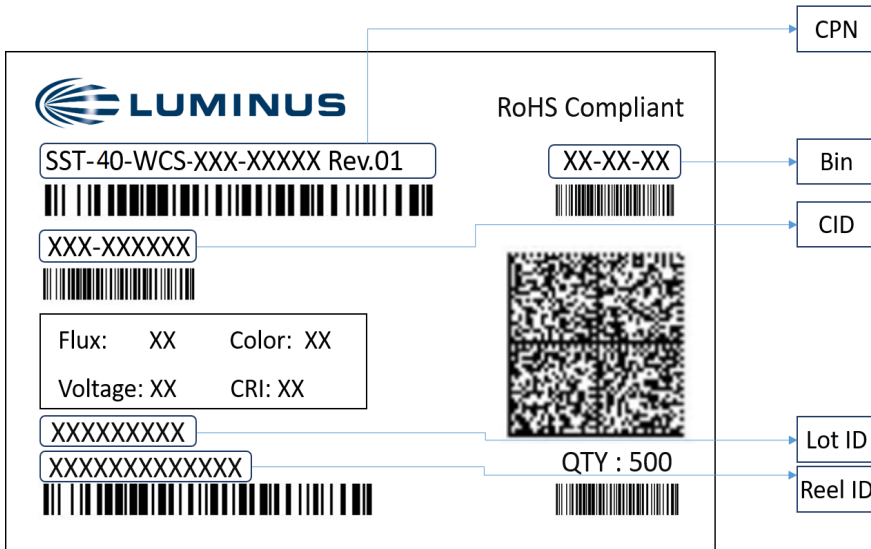 CPN
LUMINUS
RoHS Compliant
SST-40-WCS-XXX-XXXXX Rev.01
XX-XX-XX
Bin
XXX-XXXXXX
CID
Flux: XX Color: XX
Voltage: XX CRI: XX
XXXXXXXXX
Lot ID
XXXXXXXXXXXXX
QTY : 500
Reel ID